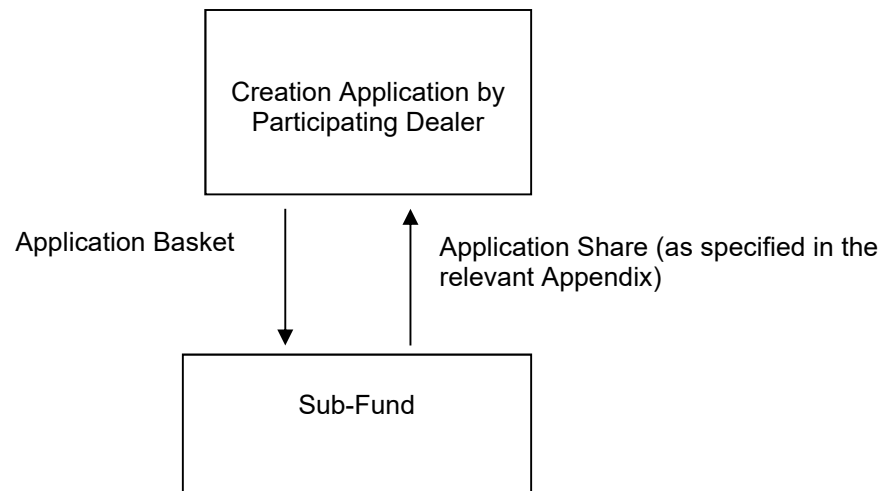 Creation Application by
Participating Dealer
Application Basket
Application Share (as specified in the
relevant Appendix)
Sub-Fund